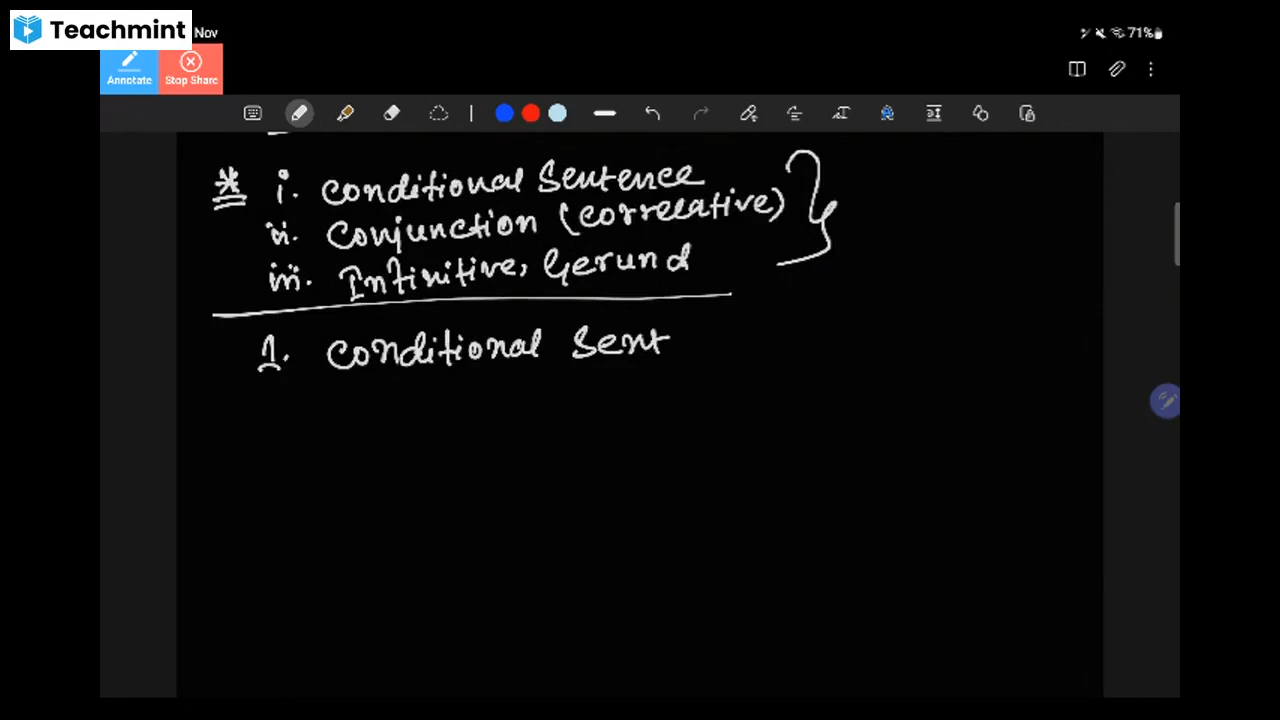 Teachmint
Nov
71%
Annotate
Stop Share
* i. Conditional Sentence
ii. Conjunction (Correlative)
iii. Infinitive, Gerund
1. Conditional Sent